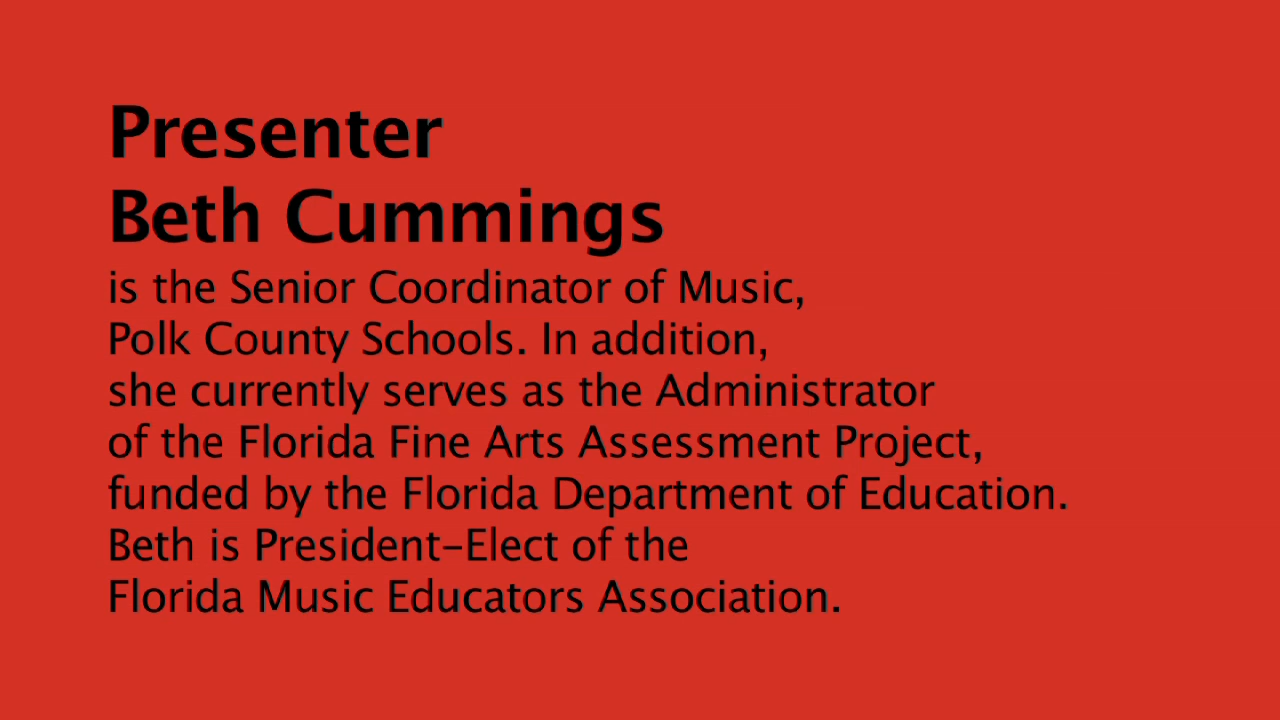 Presenter
Beth Cummings
is the Senior Coordinator of Music,
Polk County Schools. In addition,
she currently serves as the Administrator
of the Florida Fine Arts Assessment Project,
funded by the Florida Department of Education.
Beth is President-Elect of the
Florida Music Educators Association.